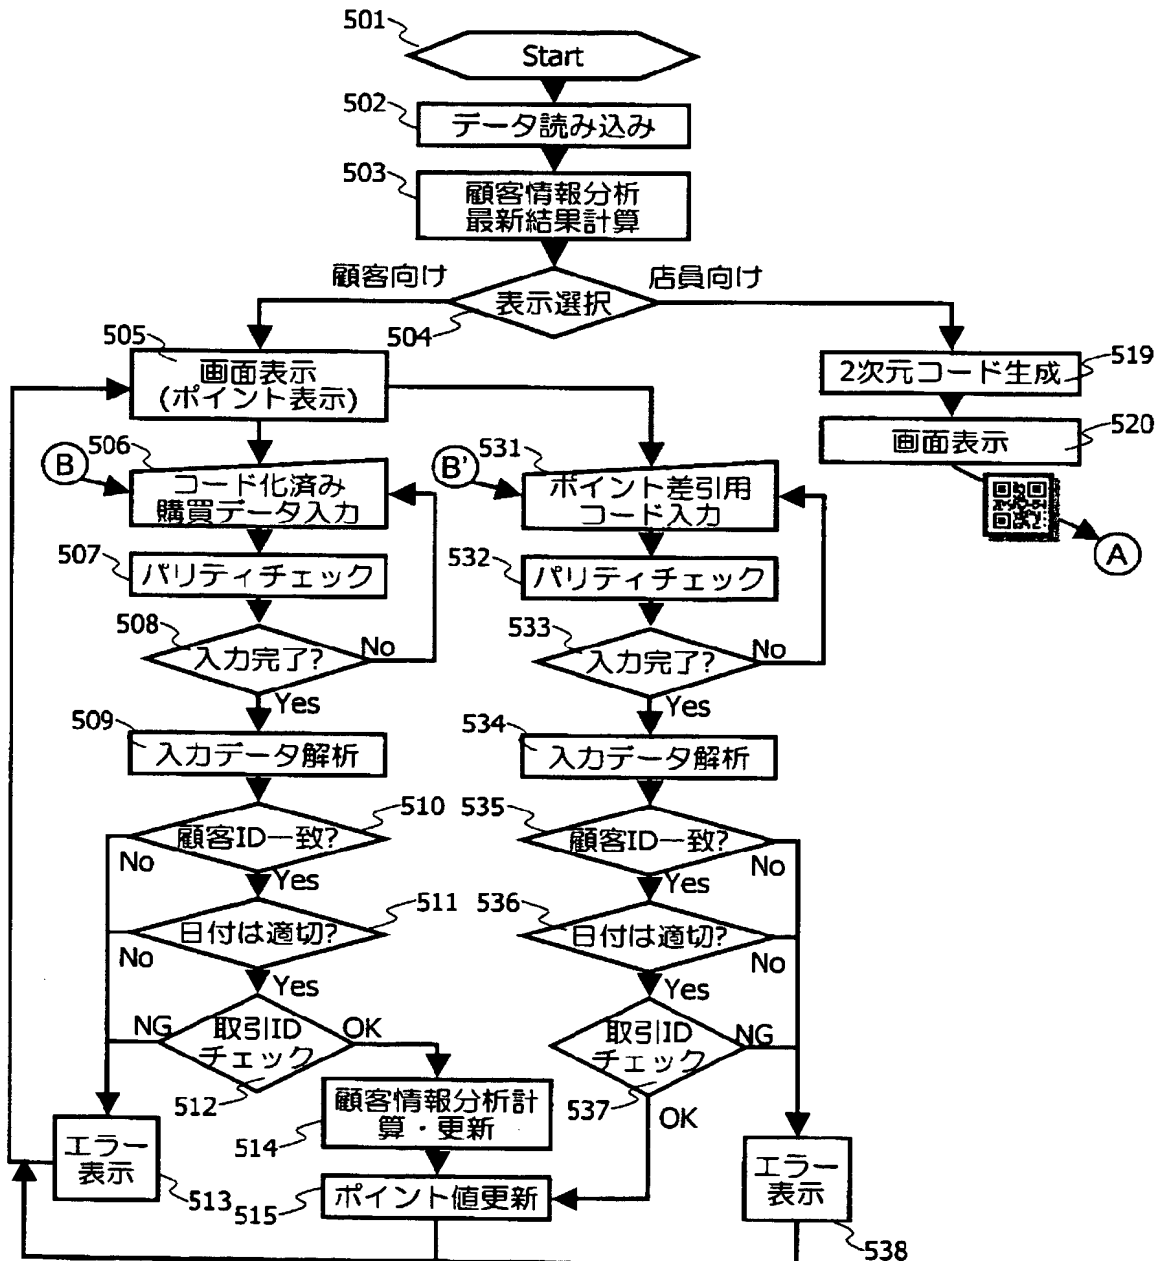 501
Start
502
データ読み込み
503
顧客情報分析
最新結果計算
顧客向け
店員向け
表示選択
504
505
画面表示
(ポイント表示)
519
2次元コード生成
520
画面表示
B
506
コード化済み
購買データ入力
B'
531
ポイント差引用
コード入力
A
507
パリティチェック
532
パリティチェック
508
入力完了?
No
Yes
533
入力完了?
No
Yes
509
入力データ解析
534
入力データ解析
510
顧客ID一致?
No
Yes
535
顧客ID一致?
No
Yes
511
日付は適切?
No
Yes
536
日付は適切?
No
Yes
NG
取引ID
チェック
OK
512
取引ID
チェック
NG
537
OK
顧客情報分析計
算・更新
514
エラー
表示
513
ポイント値更新
515
エラー
表示
538